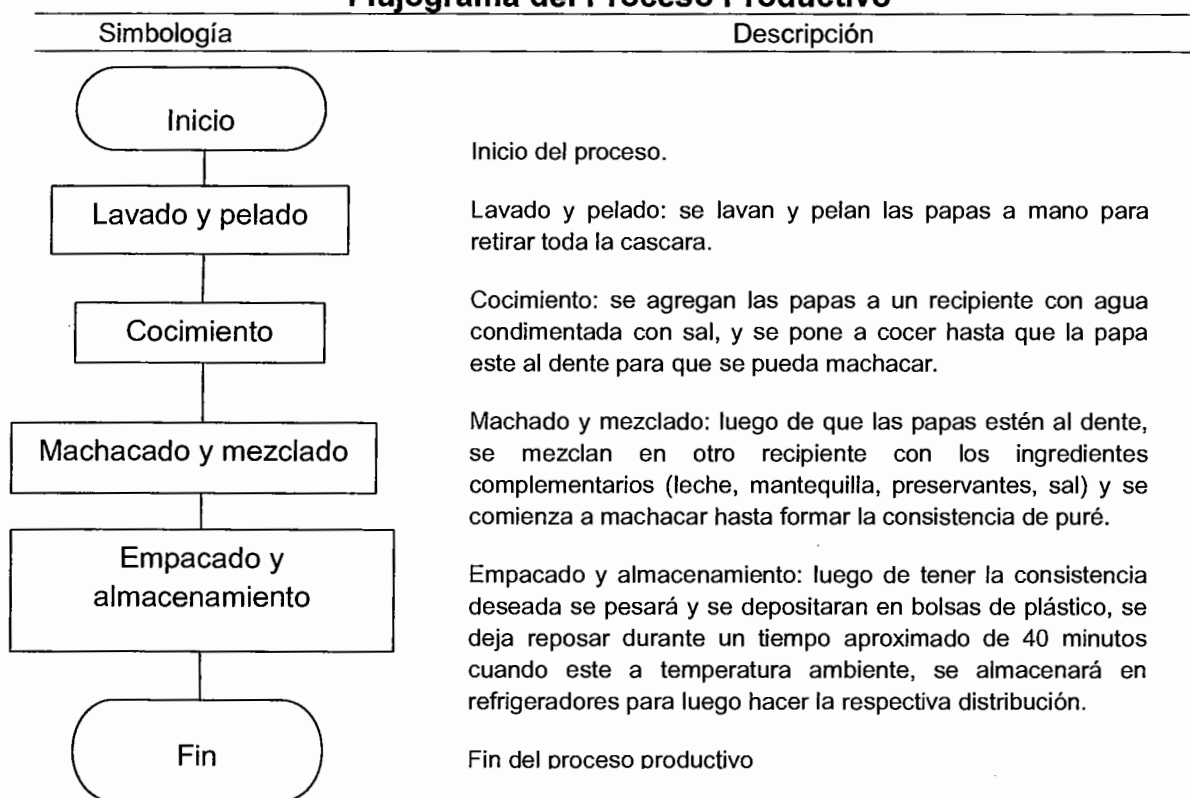 Flujograma del Proceso Productivo
Simbología Descripción
Inicio
Inicio del proceso.
Lavado y pelado
Lavado y pelado: se lavan y pelan las papas a mano para
retirar toda la cascara.
Cocimiento
Cocimiento: se agregan las papas a un recipiente con agua
condimentada con sal, y se pone a cocer hasta que la papa
este al dente para que se pueda machacar.
Machacado y mezclado
Machado y mezclado: luego de que las papas estén al dente,
se mezclan en otro recipiente con los ingredientes
complementarios (leche, mantequilla, preservantes, sal) y se
comienza a machacar hasta formar la consistencia de puré.
Empacado y
almacenamiento
Empacado y almacenamiento: luego de tener la consistencia
deseada se pesará y se depositaran en bolsas de plástico, se
deja reposar durante un tiempo aproximado de 40 minutos
cuando este a temperatura ambiente, se almacenará en
refrigeradores para luego hacer la respectiva distribución.
Fin
Fin del proceso productivo